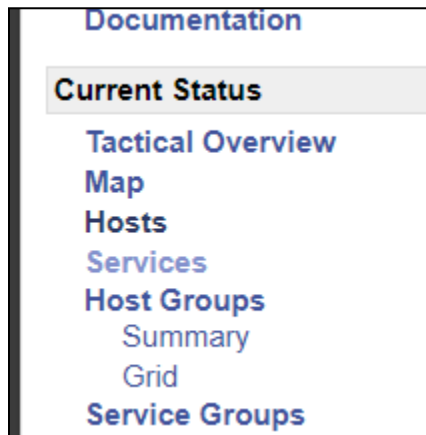 Documentation
Current Status
Tactical Overview
Map
Hosts
Services
Host Groups
Summary
Grid
Service Groups